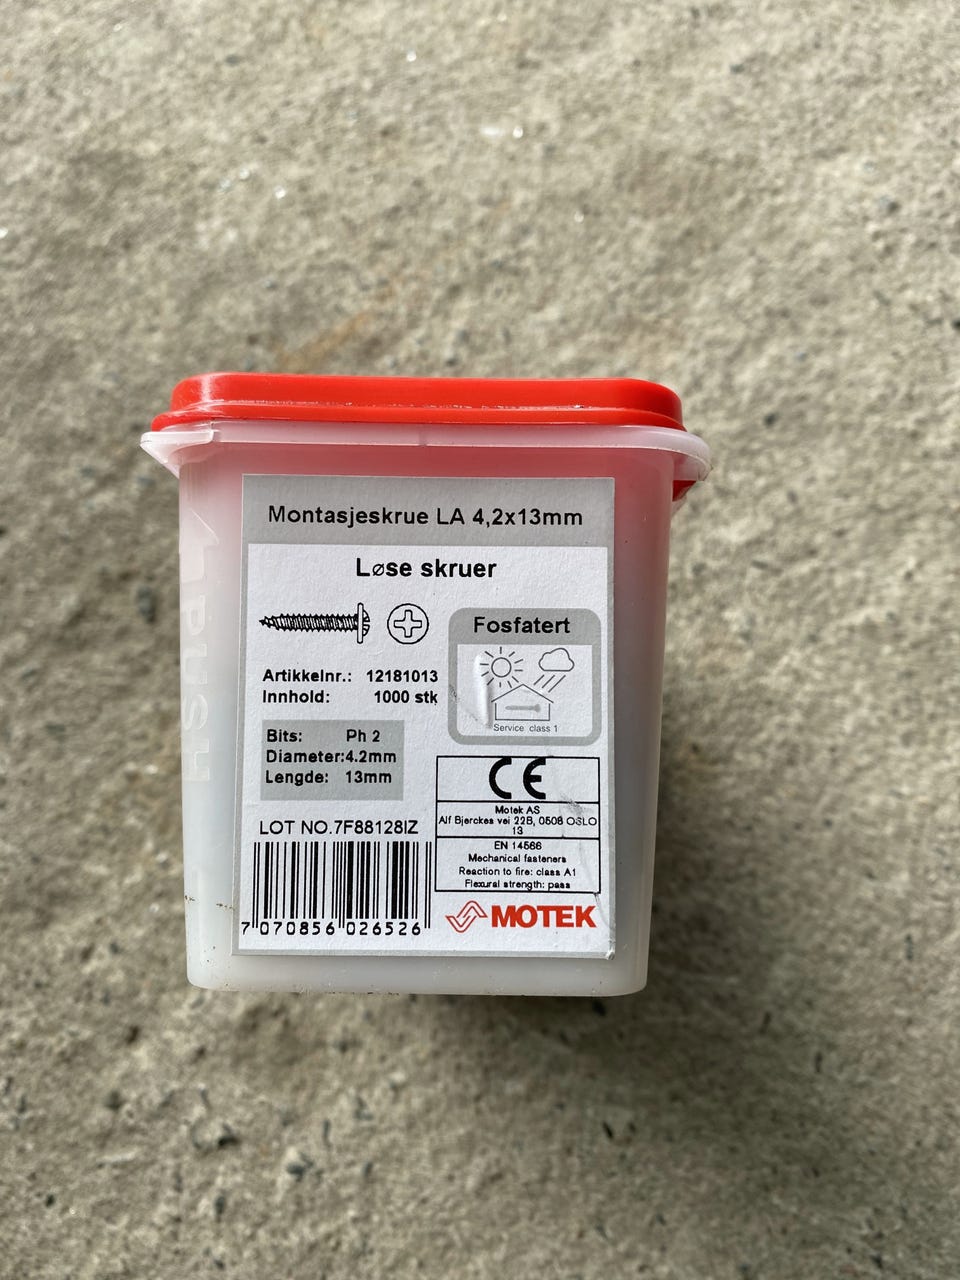 Montasjeskrue LA 4,2x13mm
Løse skruer
Fosfatert
Service class 1
Artikkelnr.: 12181013
Innhold: 1000 stk
Bits: Ph 2
Diameter:4.2mm
Lengde: 13mm
LOT NO.7F88128IZ
7 070856 026526
CE
Motek AS
Alf Bjerckes vei 22B, 0508 OSLO
13
EN 14566
Mechanical fasteners
Reaction to fire: class A1
Flexural strength: pass
MOTEK
PUSH